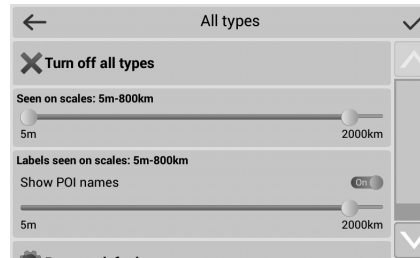 All types
Turn off all types
Seen on scales: 5m-800km
5m 2000km
Labels seen on scales: 5m-800km
Show POI names On
5m 2000km